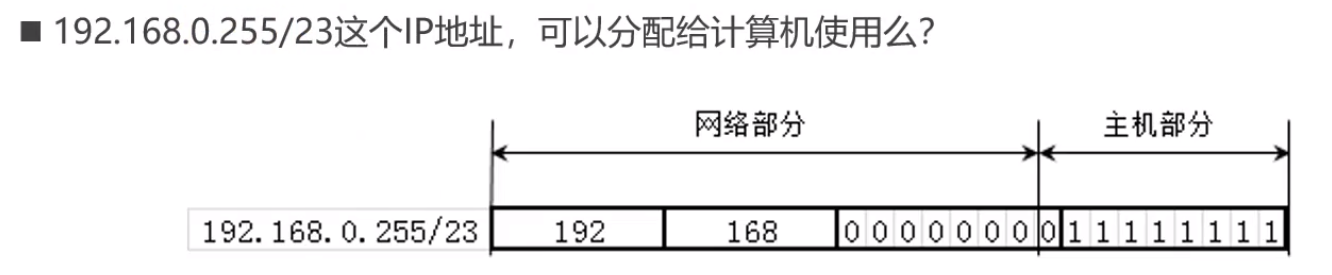 ■ 192.168.0.255/23这个IP地址，可以分配给计算机使用么？
网络部分 主机部分
192.168.0.255/23 192 168 0 0 0 0 0 0 0 0 1 1 1 1 1 1 1 1